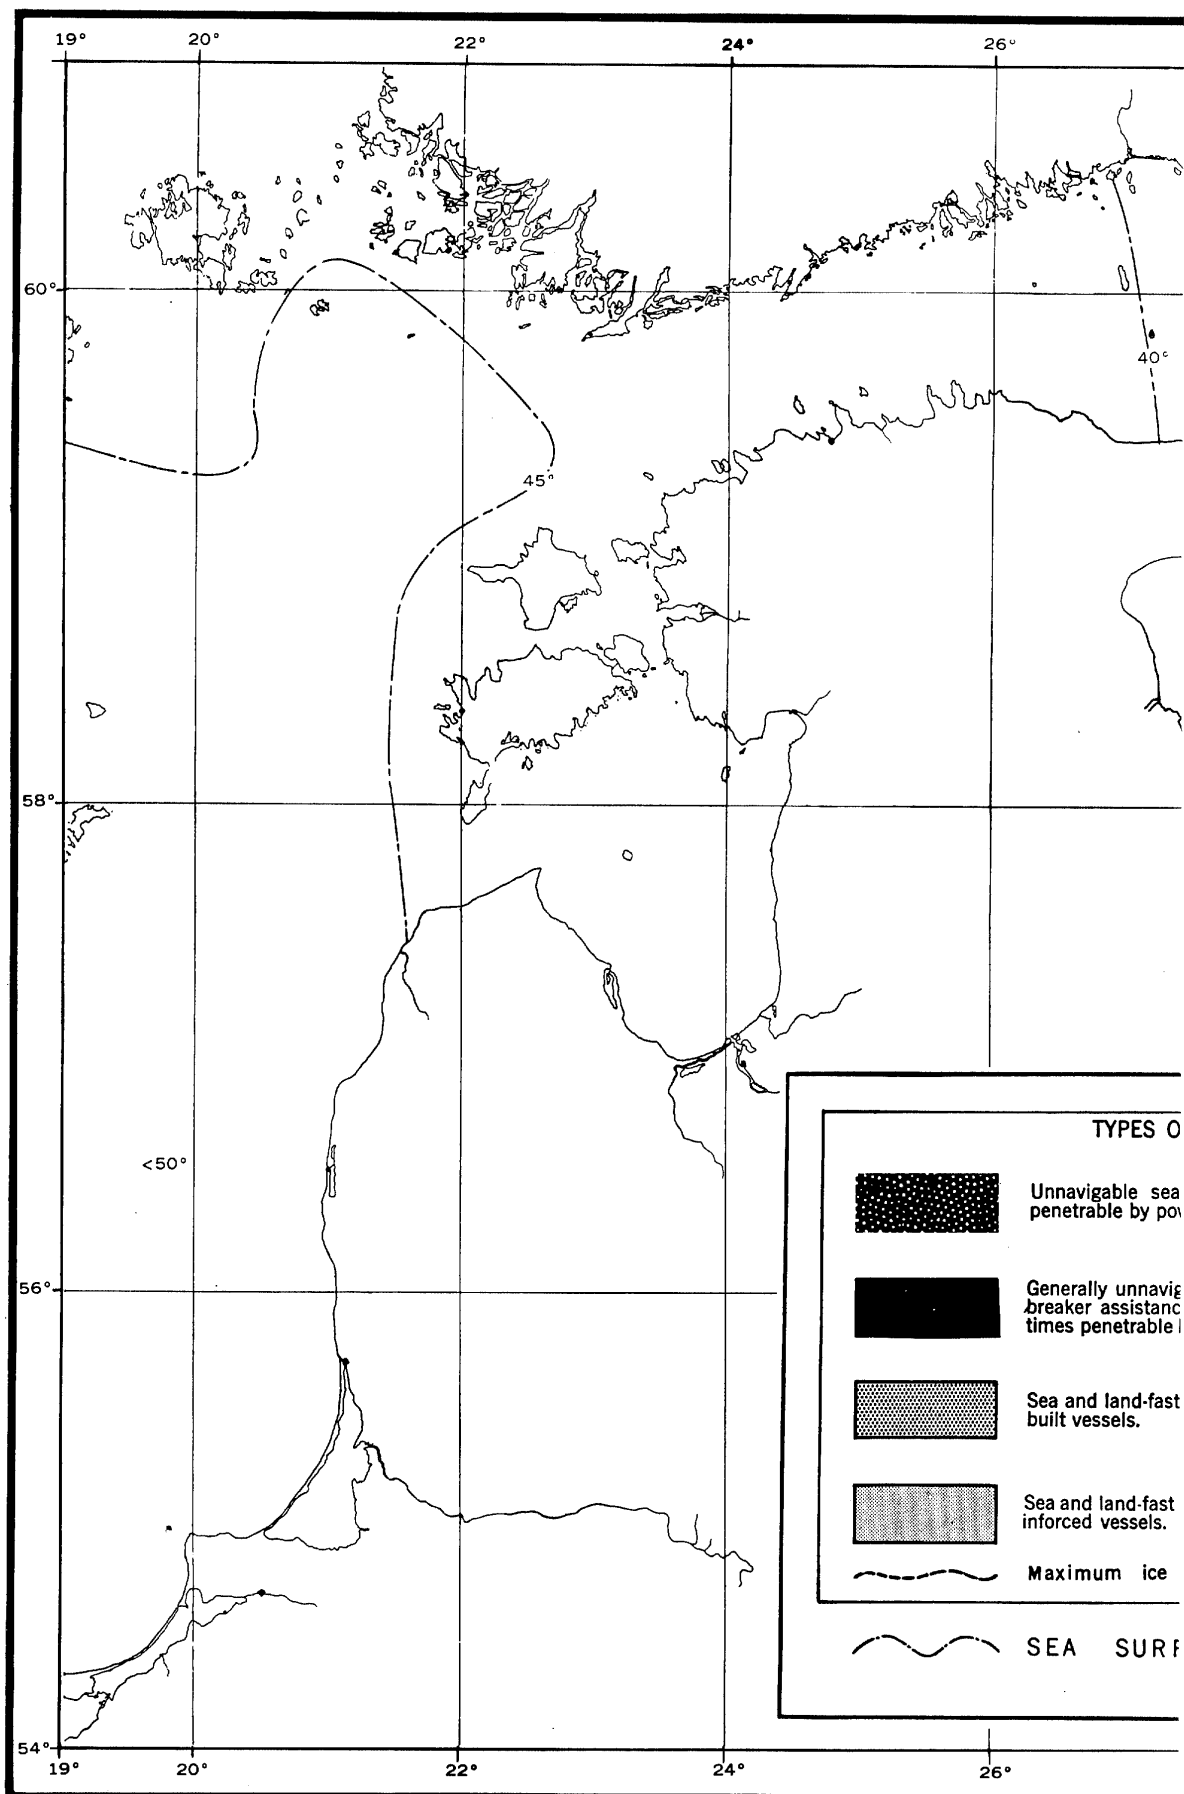 19° 20° 22° 24° 26°
60°
40°
45°
58°
<50°
TYPES O
Unnavigable sea
penetrable by pow
56°
Generally unnavig
breaker assistanc
times penetrable
Sea and land-fast
built vessels.
Sea and land-fast
inforced vessels.
Maximum ice
SEA SURF
54°
19° 20° 22° 24° 26°